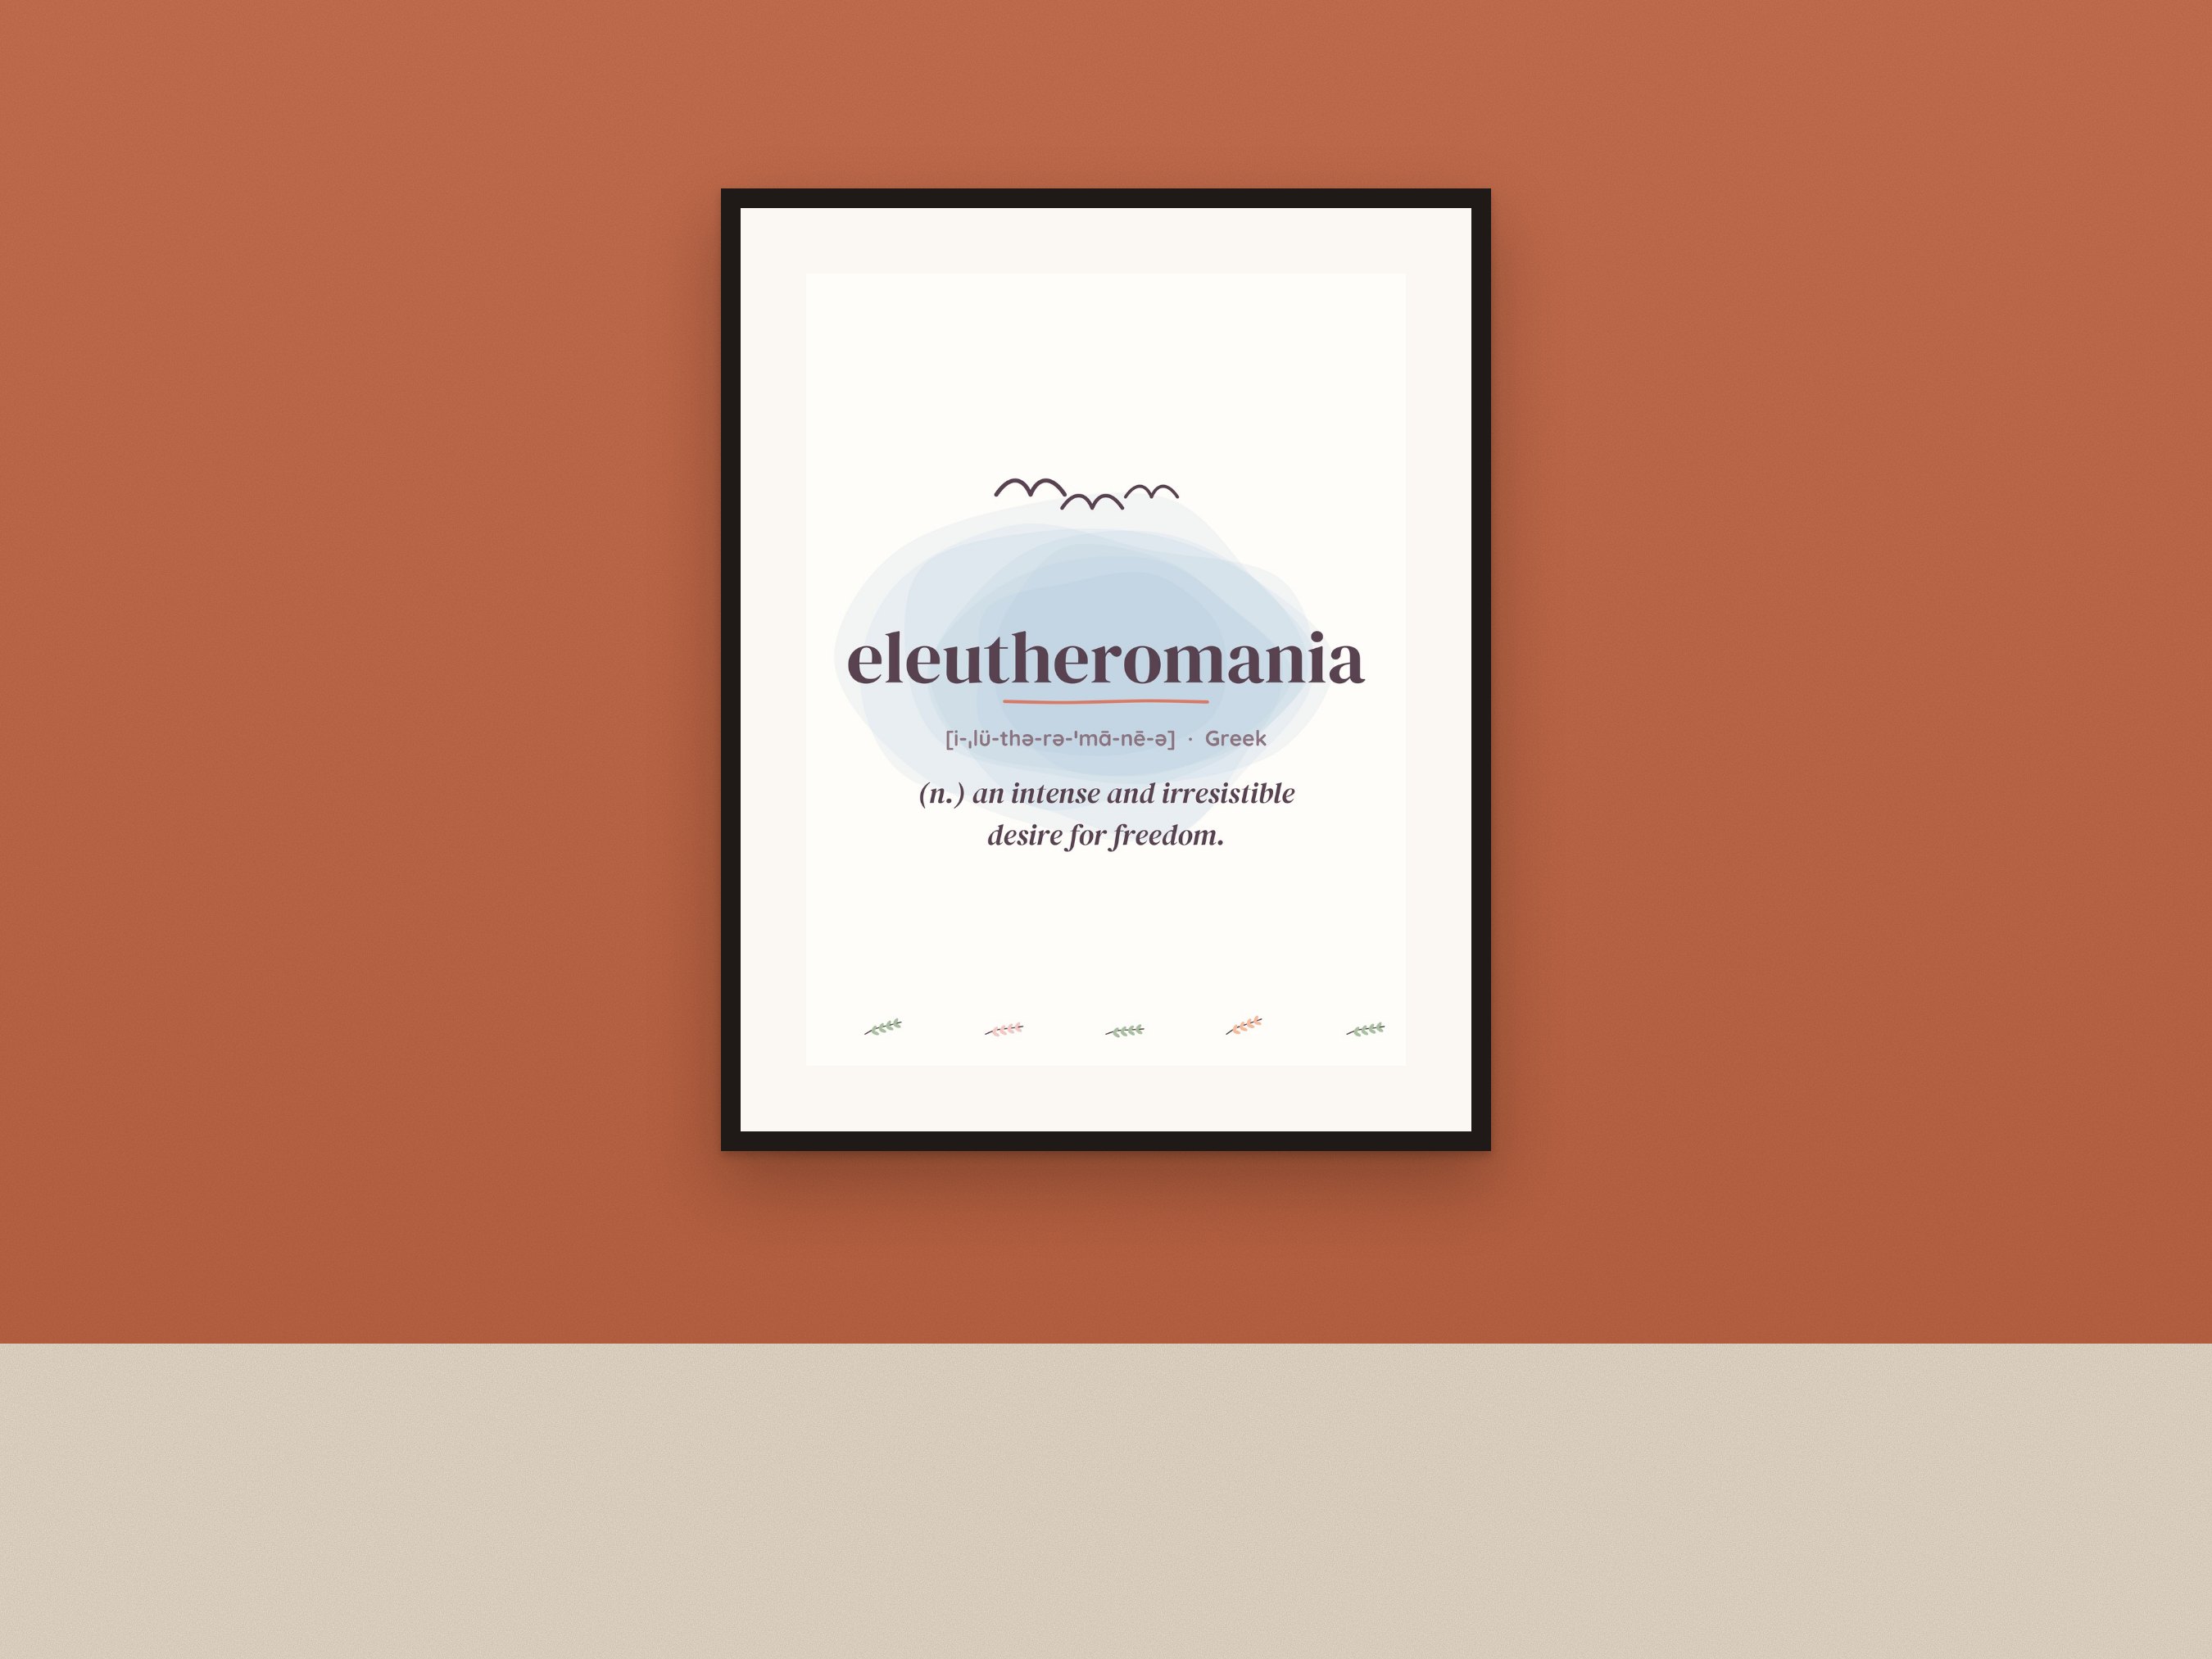 eleutheromania
[i-ˌlü-thə-rə-ˈmā-nē-ə] · Greek
(n.) an intense and irresistible
desire for freedom.